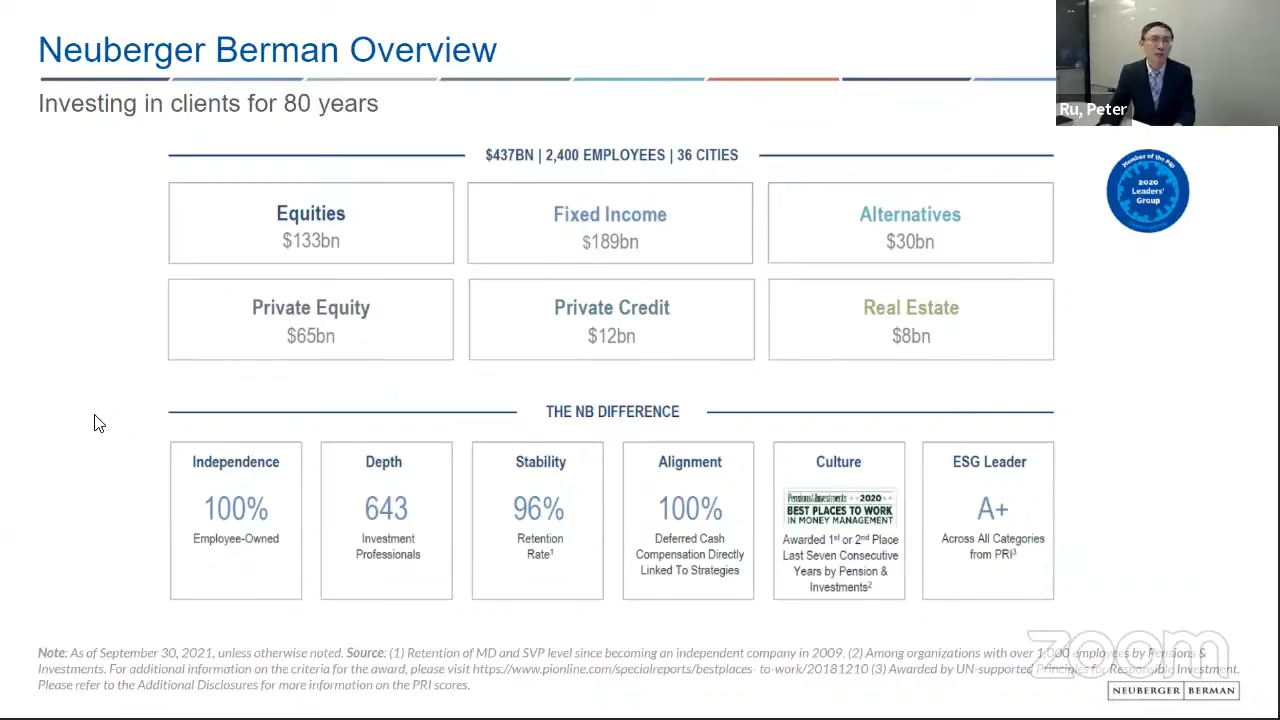 Neuberger Berman Overview
Investing in clients for 80 years
Ru, Peter
$437BN | 2,400 EMPLOYEES | 36 CITIES
Member of the PRI
2020
Leaders'
Group
Equities
$133bn
Fixed Income
$189bn
Alternatives
$30bn
Private Equity
$65bn
Private Credit
$12bn
Real Estate
$8bn
THE NB DIFFERENCE
Independence
100%
Employee-Owned
Depth
643
Investment
Professionals
Stability
96%
Retention
Rate¹
Alignment
100%
Deferred Cash
Compensation Directly
Linked To Strategies
Culture
Pensions&Investments 2020
BEST PLACES TO WORK
IN MONEY MANAGEMENT
Awarded 1st or 2nd Place
Last Seven Consecutive
Years by Pension &
Investments²
ESG Leader
A+
Across All Categories
from PRI³
Note: As of September 30, 2021, unless otherwise noted. Source: (1) Retention of MD and SVP level since becoming an independent company in 2009. (2) Among organizations with over 1,000 employees by Pensions &
Investments. For additional information on the criteria for the award, please visit https://www.pionline.com/specialreports/bestplaces- to-work/20181210 (3) Awarded by UN-supported Principles for Responsible Investment.
Please refer to the Additional Disclosures for more information on the PRI scores.
zoom
NEUBERGER BERMAN